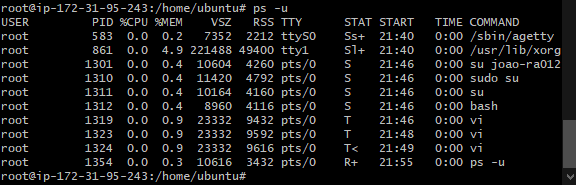 root@ip-172-31-95-243:/home/ubuntu# ps -u
USER PID %CPU %MEM VSZ RSS TTY STAT START TIME COMMAND
root 583 0.0 0.2 7352 2212 ttyS0 Ss+ 21:40 0:00 /sbin/agetty
root 861 0.0 4.9 221488 49400 tty1 Sl+ 21:40 0:00 /usr/lib/xorg
root 1301 0.0 0.4 10604 4260 pts/0 S 21:46 0:00 su joao-ra012
root 1310 0.0 0.4 11420 4792 pts/0 S 21:46 0:00 sudo su
root 1311 0.0 0.4 10164 4160 pts/0 S 21:46 0:00 su
root 1312 0.0 0.4 8960 4116 pts/0 S 21:46 0:00 bash
root 1319 0.0 0.9 23332 9432 pts/0 T 21:46 0:00 vi
root 1323 0.0 0.9 23332 9592 pts/0 T 21:48 0:00 vi
root 1324 0.0 0.9 23332 9616 pts/0 T< 21:49 0:00 vi
root 1354 0.0 0.3 10616 3432 pts/0 R+ 21:55 0:00 ps -u
root@ip-172-31-95-243:/home/ubuntu#